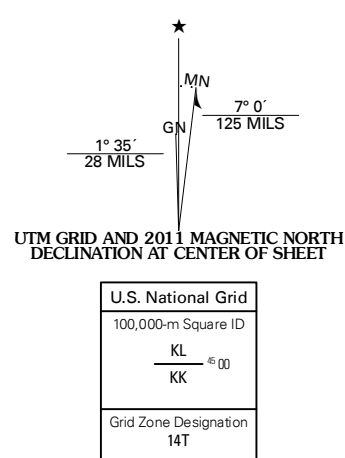 ★
MN
7° 0´
125 MILS
GN
1° 35´
28 MILS
UTM GRID AND 2011 MAGNETIC NORTH
DECLINATION AT CENTER OF SHEET
U.S. National Grid
100,000-m Square ID
KL
45 00
KK
Grid Zone Designation
14T